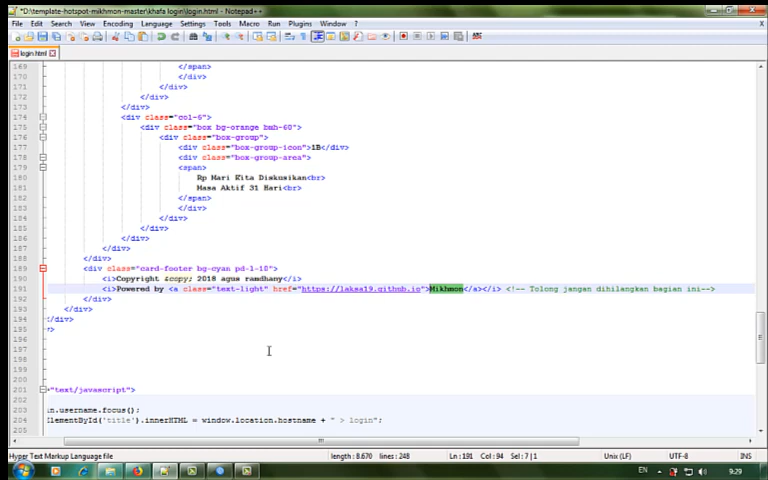 *D:\template-hotspot-mikhmon-master\khafa login\login.html - Notepad++
File Edit Search View Encoding Language Settings Tools Macro Run Plugins Window ?
login.html
169 </span>
170 </div>
171 </div>
172 </div>
173 </div>
174 <div class="col-6">
175 <div class="box bg-orange bmh-60">
176 <div class="box-group">
177 <div class="box-group-icon">1B</div>
178 <div class="box-group-area">
179 <span>
180 Rp Mari Kita Diskusikan<br>
181 Masa Aktif 31 Hari<br>
182 </span>
183 </div>
184 </div>
185 </div>
186 </div>
187 </div>
188 </div>
189 <div class="card-footer bg-cyan pd-l-10">
190 <i>Copyright &copy; 2018 agus ramdhany</i>
191 <i>Powered by <a class="text-light" href="https://laksa19.github.io">Mikhmon</a></i> <!-- Tolong jangan dihilangkan bagian ini-->
192 </div>
193 </div>
194 </div>
195
196
197
198
199
200
201 ="text/javascript">
202
203 in.username.focus();
204 ElementById('title').innerHTML = window.location.hostname + " > login";
205
Hyper Text Markup Language file length : 8.670 lines : 248 Ln : 191 Col : 94 Sel : 7 | 1 Unix (LF) UTF-8 INS
EN 9:29